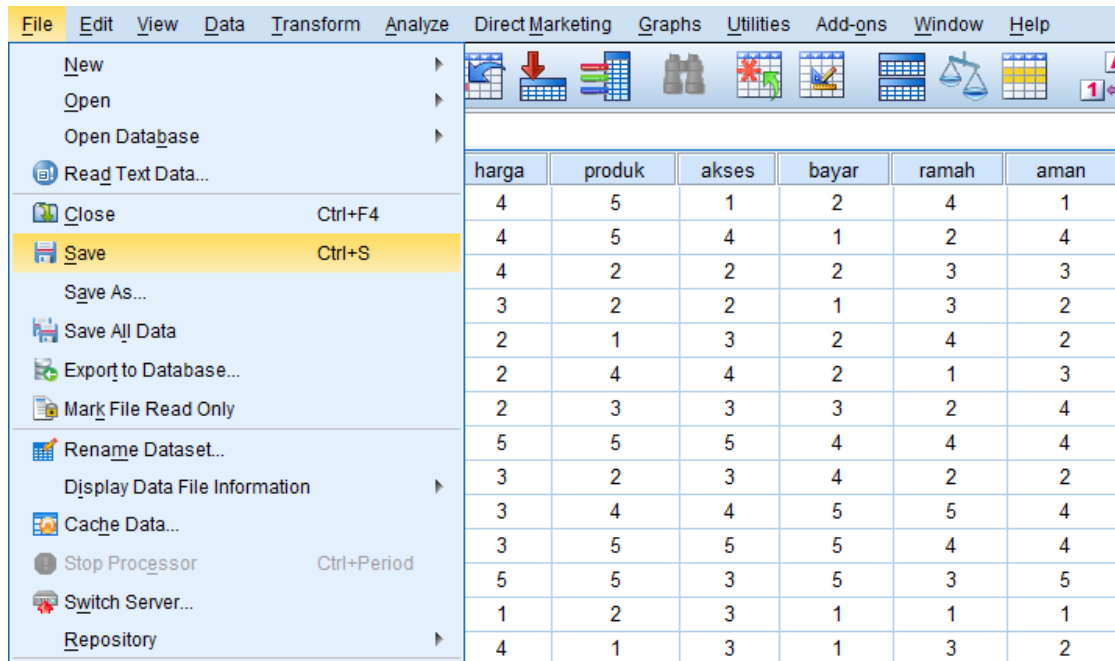 File Edit View Data Transform Analyze Direct Marketing Graphs Utilities Add-ons Window Help
New
Open
Open Database
Read Text Data...
Close Ctrl+F4
Save Ctrl+S
Save As...
Save All Data
Export to Database...
Mark File Read Only
Rename Dataset...
Display Data File Information
Cache Data...
Stop Processor Ctrl+Period
Switch Server...
Repository
1
harga produk akses bayar ramah aman
4 5 1 2 4 1
4 5 4 1 2 4
4 2 2 2 3 3
3 2 2 1 3 2
2 1 3 2 4 2
2 4 4 2 1 3
2 3 3 3 2 4
5 5 5 4 4 4
3 2 3 4 2 2
3 4 4 5 5 4
3 5 5 5 4 4
5 5 3 5 3 5
1 2 3 1 1 1
4 1 3 1 3 2